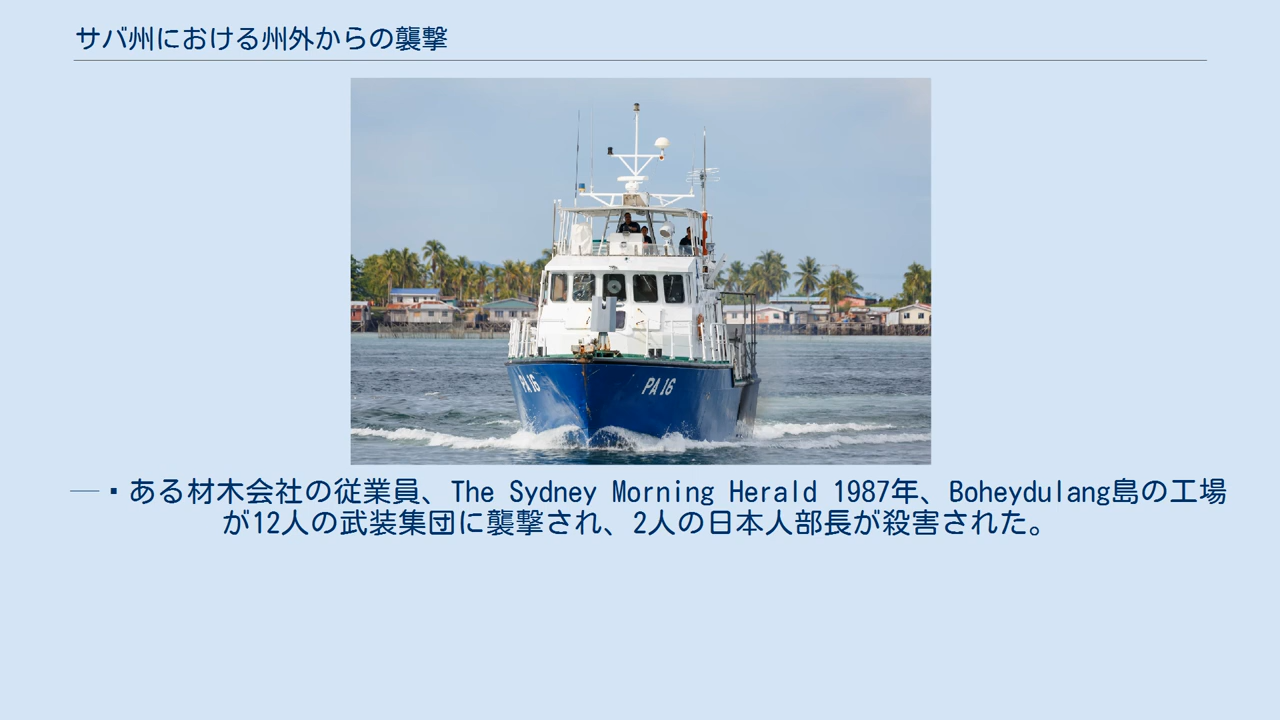 サバ州における州外からの襲撃
PA 16
PA 16
―▪ある材木会社の従業員、The Sydney Morning Herald 1987年、Boheydulang島の工場
が12人の武装集団に襲撃され、2人の日本人部長が殺害された。